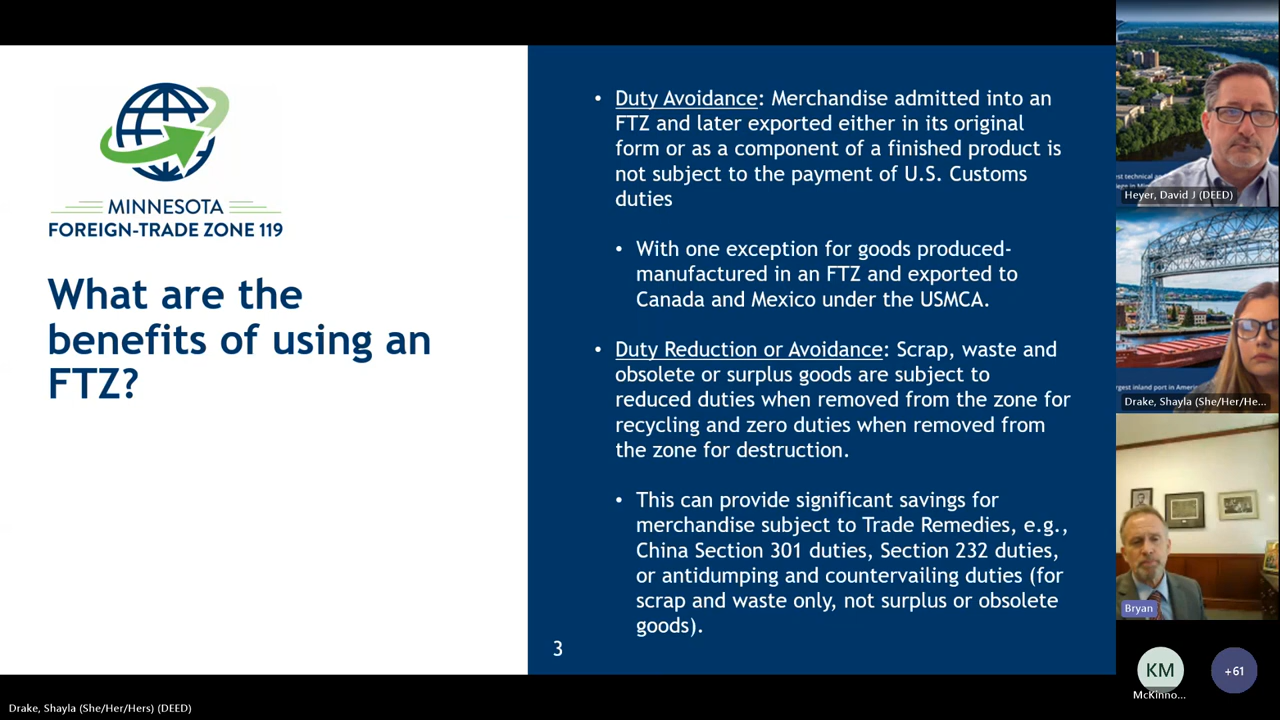 MINNESOTA
FOREIGN-TRADE ZONE 119
What are the
benefits of using an
FTZ?
• Duty Avoidance: Merchandise admitted into an
FTZ and later exported either in its original
form or as a component of a finished product is
not subject to the payment of U.S. Customs
duties
• With one exception for goods produced-
manufactured in an FTZ and exported to
Canada and Mexico under the USMCA.
• Duty Reduction or Avoidance: Scrap, waste and
obsolete or surplus goods are subject to
reduced duties when removed from the zone for
recycling and zero duties when removed from
the zone for destruction.
• This can provide significant savings for
merchandise subject to Trade Remedies, e.g.,
China Section 301 duties, Section 232 duties,
or antidumping and countervailing duties (for
scrap and waste only, not surplus or obsolete
goods).
3
Heyer, David J (DEED)
Drake, Shayla (She/Her/He...
Bryan
KM
McKinno...
+61
Drake, Shayla (She/Her/Hers) (DEED)